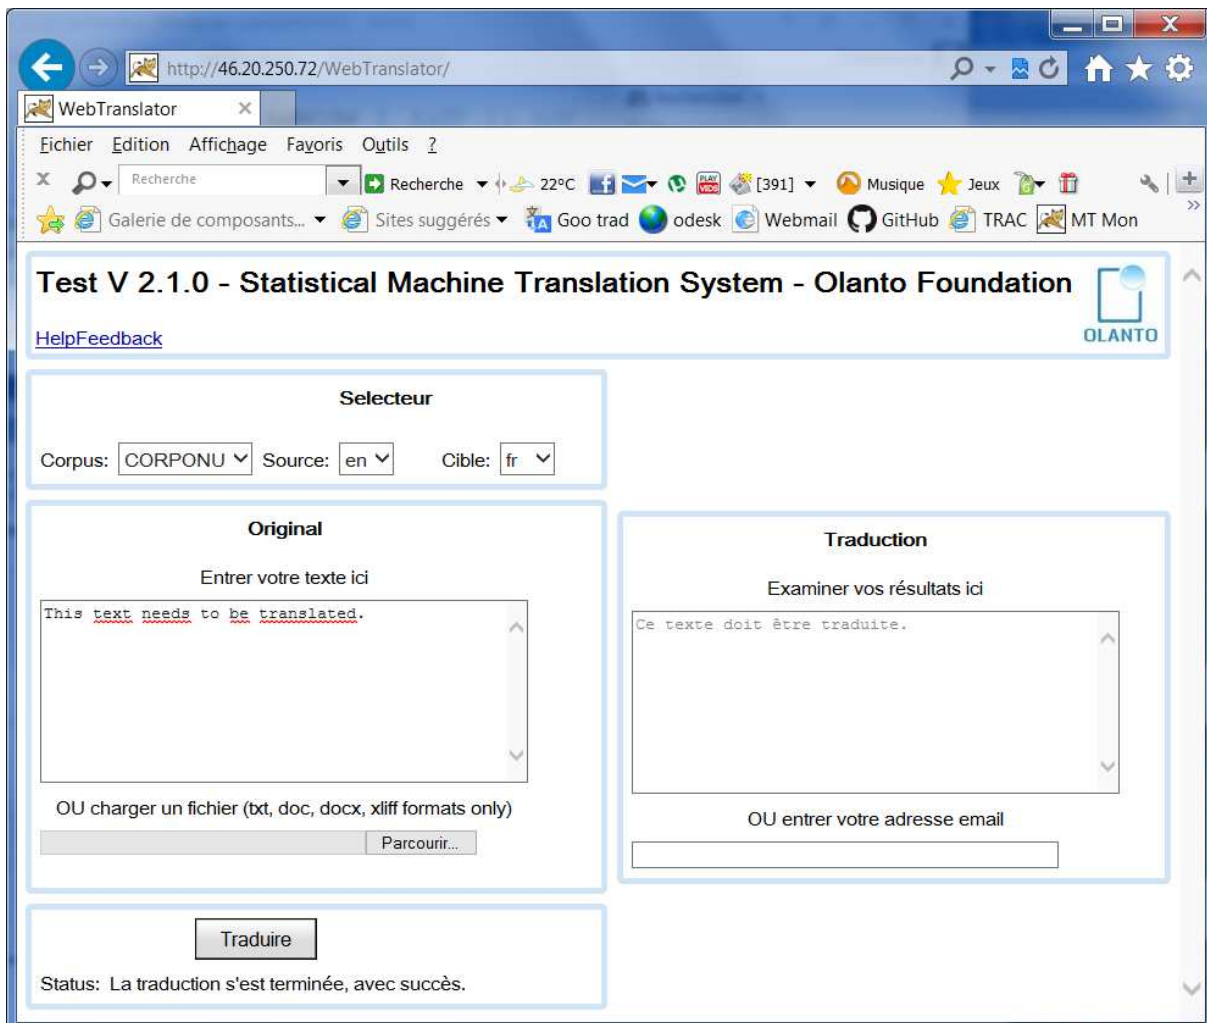 http://46.20.250.72/WebTranslator/
WebTranslator
Fichier Edition Affichage Favoris Outils ?
x Recherche Recherche 22°C PLAY VIDS [391] Musique Jeux
Galerie de composants... Sites suggérés Goo trad odesk Webmail GitHub TRAC MT Mon
Test V 2.1.0 - Statistical Machine Translation System - Olanto Foundation
HelpFeedback
OLANTO
Selecteur
Corpus: CORPONU Source: en Cible: fr
Original
Entrer votre texte ici
This text needs to be translated.
OU charger un fichier (txt, doc, docx, xliff formats only)
Parcourir...
Traduction
Examiner vos résultats ici
Ce texte doit être traduite.
OU entrer votre adresse email
Traduire
Status: La traduction s'est terminée, avec succès.